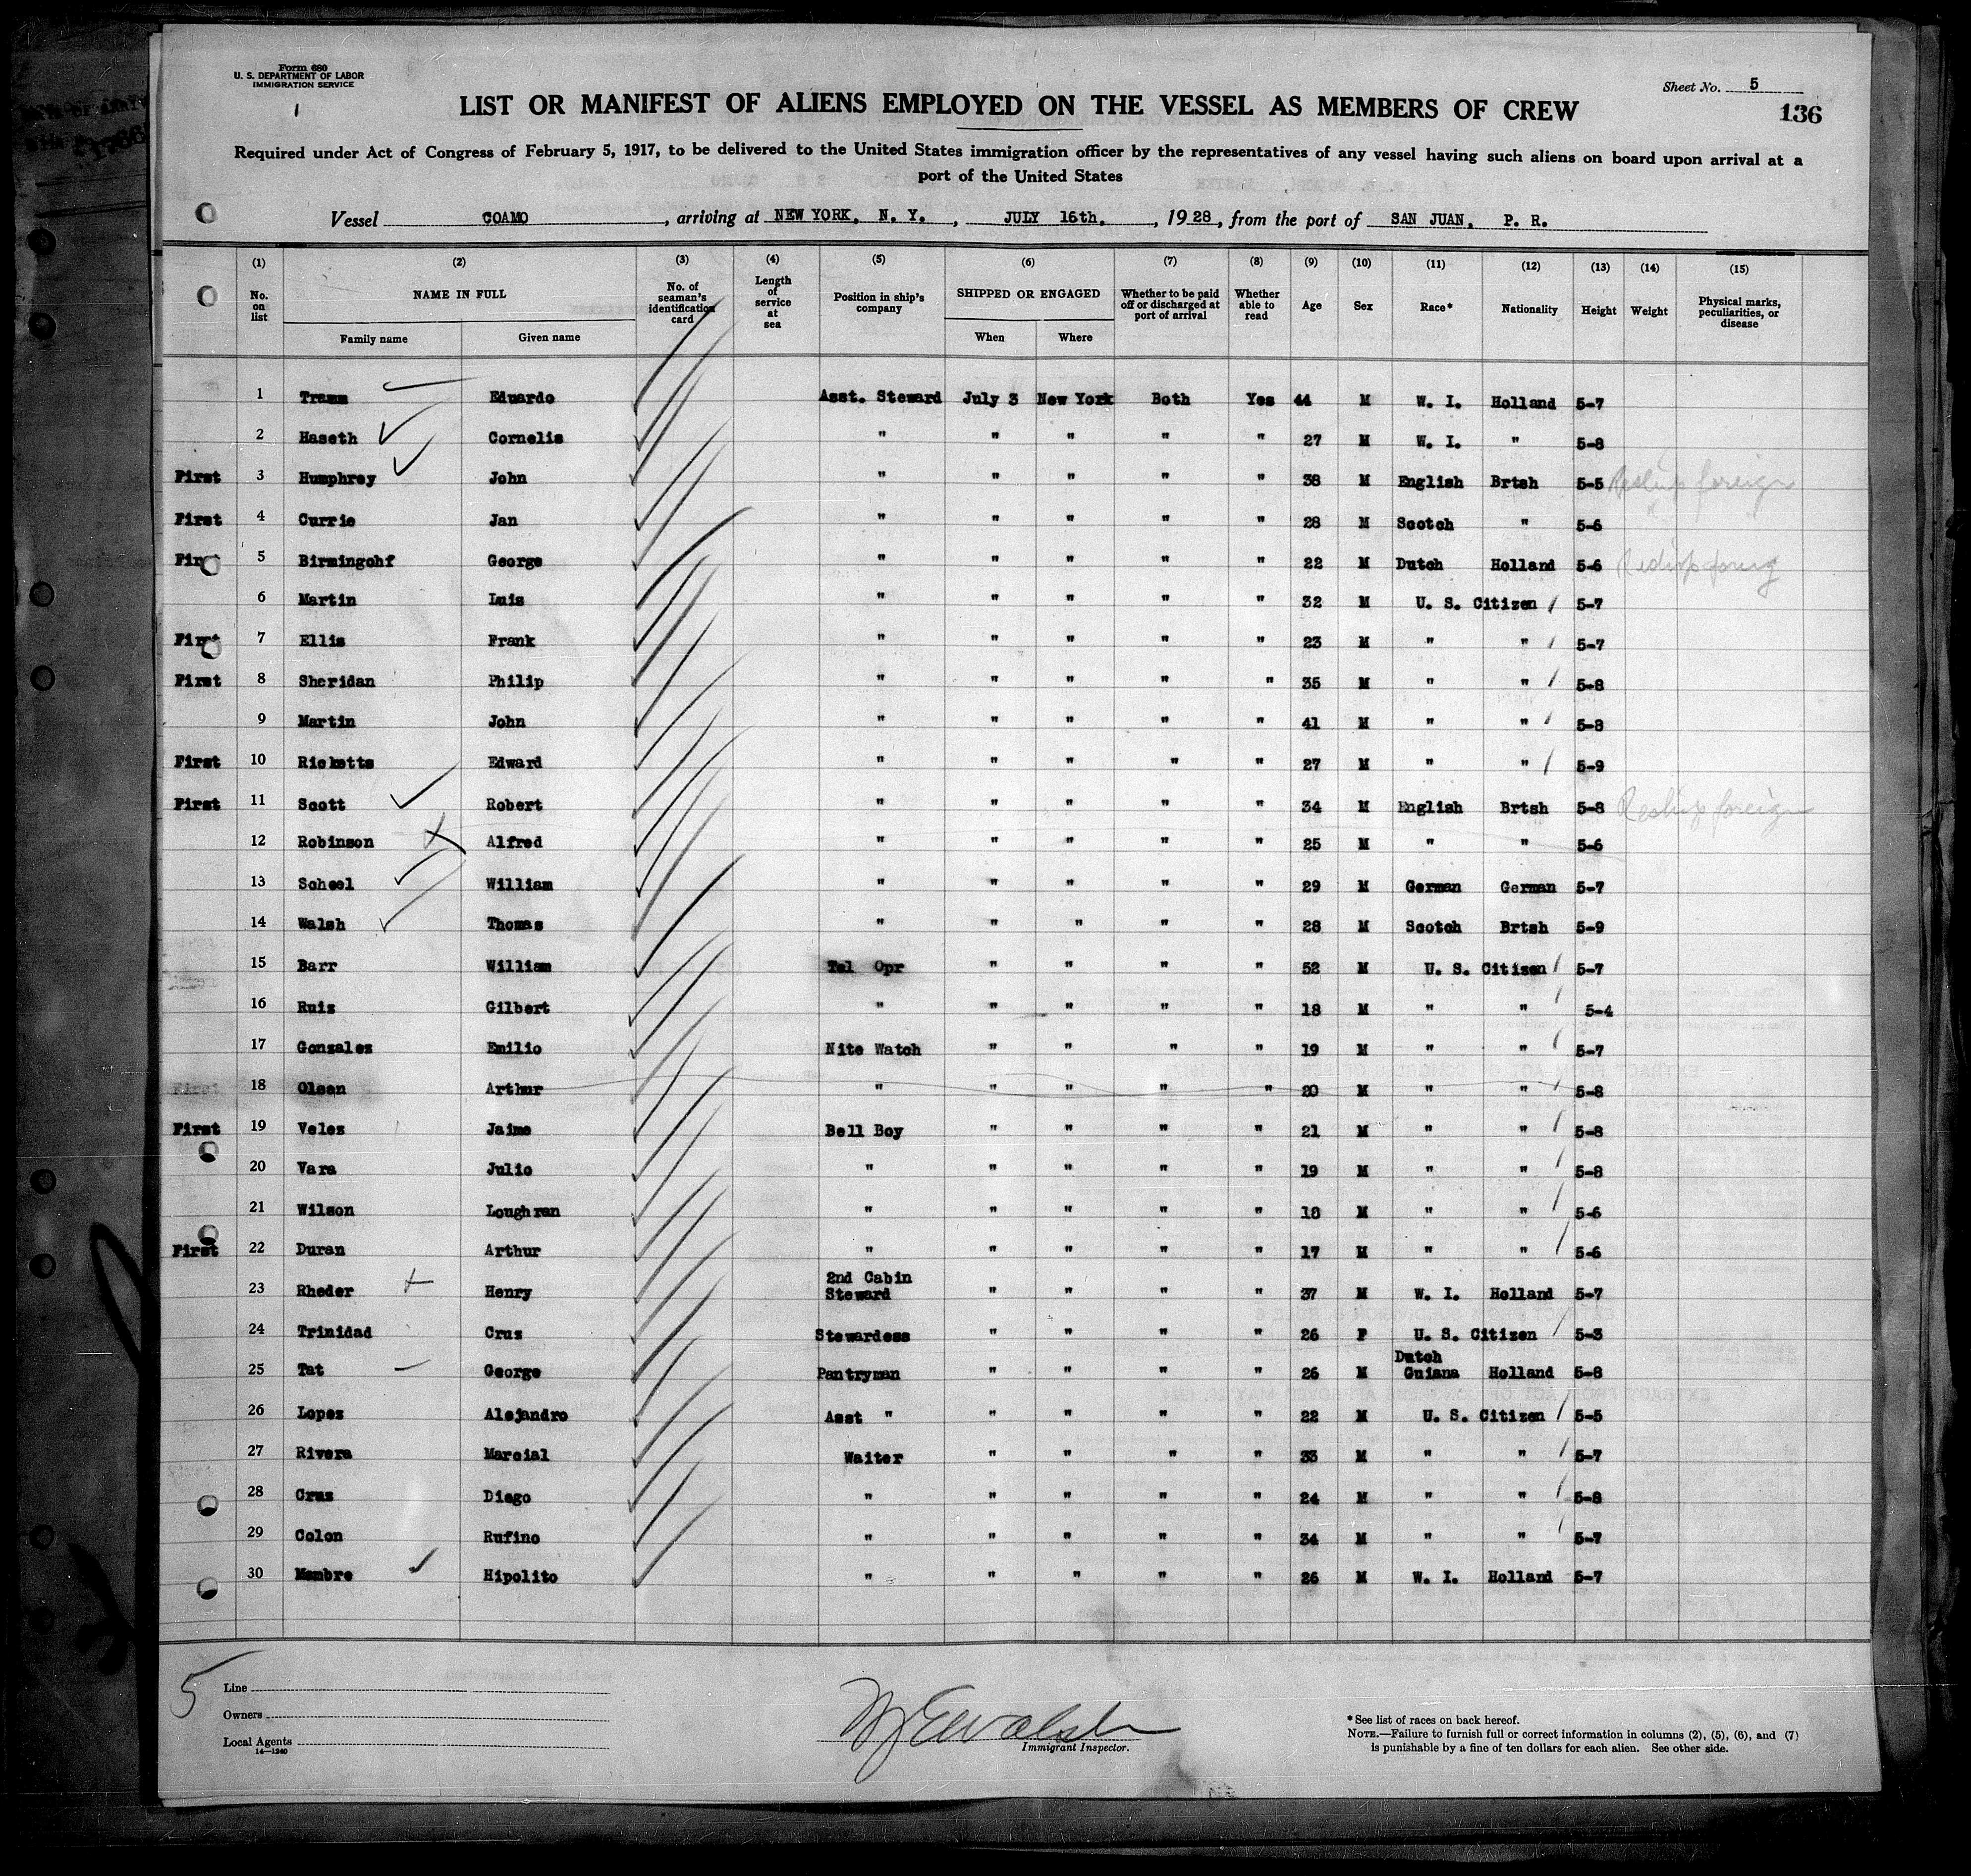 Form 680
U. S. DEPARTMENT OF LABOR
IMMIGRATION SERVICE
1
Sheet No. 5
136
LIST OR MANIFEST OF ALIENS EMPLOYED ON THE VESSEL AS MEMBERS OF CREW
Required under Act of Congress of February 5, 1917, to be delivered to the United States immigration officer by the representatives of any vessel having such aliens on board upon arrival at a
port of the United States
Vessel COAMO, arriving at NEW YORK, N. Y., JULY 16th, 1928, from the port of SAN JUAN, P. R.
(1) (2) (3) (4) (5) (6) (7) (8) (9) (10) (11) (12) (13) (14) (15)
No. on list NAME IN FULL Family name Given name No. of seaman's identification card Length of service at sea Position in ship's company SHIPPED OR ENGAGED When Where Whether to be paid off or discharged at port of arrival Whether able to read Age Sex Race* Nationality Height Weight Physical marks, peculiarities, or disease
1 Tramm Eduardo Asst. Steward July 3 New York Both Yes 44 M W. I. Holland 5-7
2 Haseth Cornelis " " " " " 27 M W. I. " 5-8
First 3 Humphrey John " " " " " 38 M English Brtsh 5-5 Reship foreign
First 4 Currie Jan " " " " " 28 M Scotch " 5-6
First 5 Birmingohf George " " " " " 22 M Dutch Holland 5-6
6 Martin Luis " " " " " 32 M U. S. Citizen 5-7
First 7 Ellis Frank " " " " " 23 M " " 5-7
First 8 Sheridan Philip " " " " " 35 M " " 5-8
9 Martin John " " " " " 41 M " " 5-8
First 10 Ricketts Edward " " " " " 27 M " " 5-9
First 11 Scott Robert " " " " " 34 M English Brtsh 5-8 Reship foreign
12 Robinson Alfred " " " " " 25 M " " 5-6
13 Scheel William " " " " " 29 M German German 5-7
14 Walsh Thomas " " " " " 28 M Scotch Brtsh 5-9
15 Barr William Tel Opr " " " " 52 M U. S. Citizen 5-7
16 Ruiz Gilbert " " " " " 18 M " " 5-4
17 Gonzalez Emilio Nite Watch " " " " 19 M " " 5-7
First 18 Olsen Arthur " " " " " 20 M " " 5-8
First 19 Velez Jaime Bell Boy " " " " 21 M " " 5-8
20 Vara Julio " " " " " 19 M " " 5-8
21 Wilson Loughran " " " " " 18 M " " 5-6
First 22 Duran Arthur " " " " " 17 M " " 5-6
23 Rheder Henry 2nd Cabin Steward " " " " 37 M W. I. Holland 5-7
24 Trinidad Cruz Stewardess " " " " 26 F U. S. Citizen 5-3
25 Tat George Pantryman " " " " 26 M Dutch Guiana Holland 5-8
26 Lopez Alejandro Asst " " " " " 22 M U. S. Citizen 5-5
27 Rivera Marcial Waiter " " " " 33 M " " 5-7
28 Cruz Diego " " " " " 24 M " " 5-8
29 Colon Rufino " " " " " 34 M " " 5-7
30 Mambre Hipolito " " " " " 26 M W. I. Holland 5-7
5
Line
Owners
Local Agents
14—1240
Immigrant Inspector.
* See list of races on back hereof.
NOTE.—Failure to furnish full or correct information in columns (2), (5), (6), and (7)
is punishable by a fine of ten dollars for each alien. See other side.